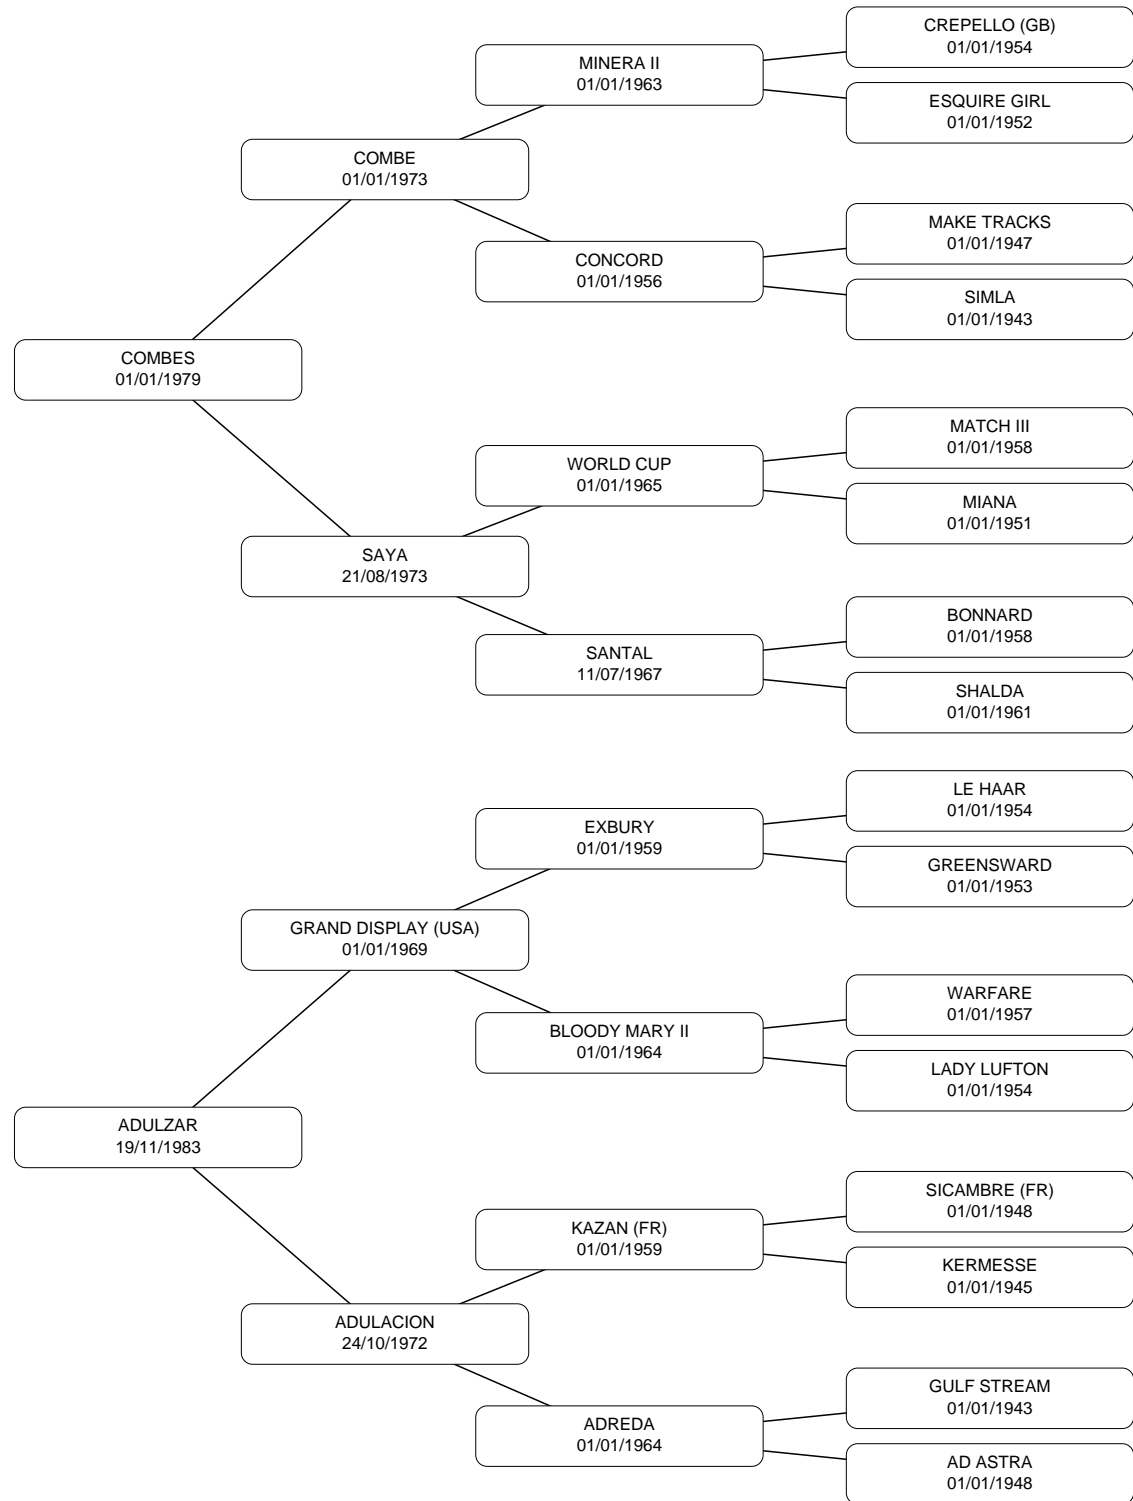 CREPELLO (GB)
01/01/1954
MINERA II
01/01/1963
ESQUIRE GIRL
01/01/1952
COMBE
01/01/1973
MAKE TRACKS
01/01/1947
CONCORD
01/01/1956
SIMLA
01/01/1943
COMBES
01/01/1979
MATCH III
01/01/1958
WORLD CUP
01/01/1965
MIANA
01/01/1951
SAYA
21/08/1973
BONNARD
01/01/1958
SANTAL
11/07/1967
SHALDA
01/01/1961
LE HAAR
01/01/1954
EXBURY
01/01/1959
GREENSWARD
01/01/1953
GRAND DISPLAY (USA)
01/01/1969
WARFARE
01/01/1957
BLOODY MARY II
01/01/1964
LADY LUFTON
01/01/1954
ADULZAR
19/11/1983
SICAMBRE (FR)
01/01/1948
KAZAN (FR)
01/01/1959
KERMESSE
01/01/1945
ADULACION
24/10/1972
GULF STREAM
01/01/1943
ADREDA
01/01/1964
AD ASTRA
01/01/1948